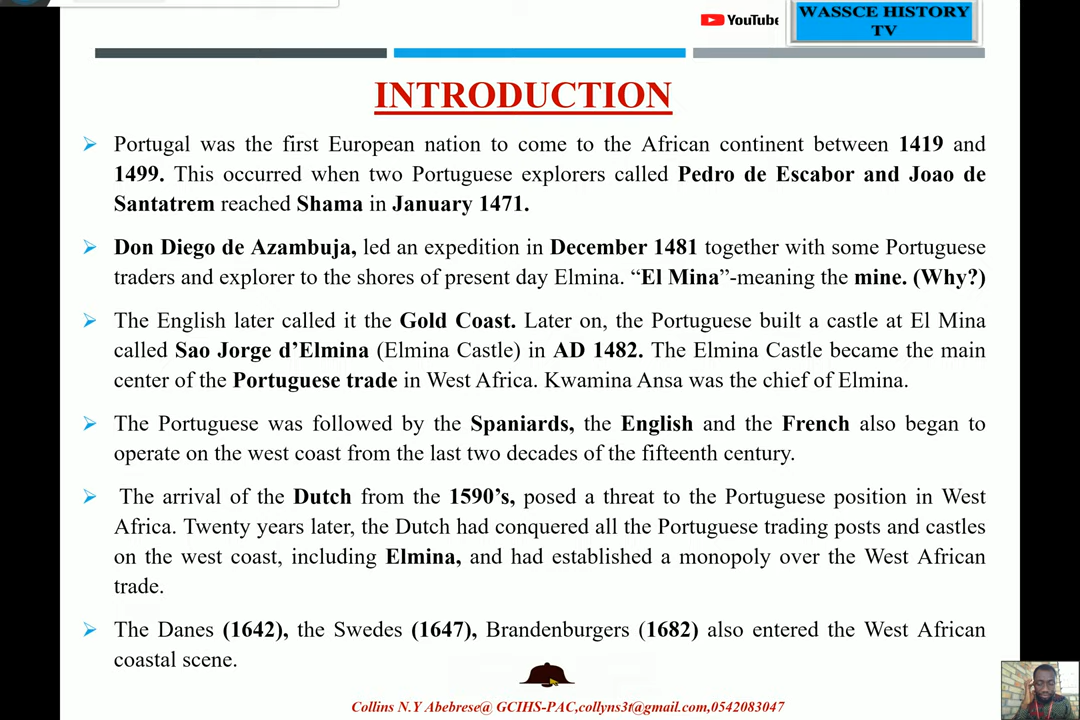 YouTube
WASSCE HISTORY
TV
INTRODUCTION
Portugal was the first European nation to come to the African continent between 1419 and
1499. This occurred when two Portuguese explorers called Pedro de Escabor and Joao de
Santatrem reached Shama in January 1471.
Don Diego de Azambuja, led an expedition in December 1481 together with some Portuguese
traders and explorer to the shores of present day Elmina. “El Mina”-meaning the mine. (Why?)
The English later called it the Gold Coast. Later on, the Portuguese built a castle at El Mina
called Sao Jorge d’Elmina (Elmina Castle) in AD 1482. The Elmina Castle became the main
center of the Portuguese trade in West Africa. Kwamina Ansa was the chief of Elmina.
The Portuguese was followed by the Spaniards, the English and the French also began to
operate on the west coast from the last two decades of the fifteenth century.
The arrival of the Dutch from the 1590’s, posed a threat to the Portuguese position in West
Africa. Twenty years later, the Dutch had conquered all the Portuguese trading posts and castles
on the west coast, including Elmina, and had established a monopoly over the West African
trade.
The Danes (1642), the Swedes (1647), Brandenburgers (1682) also entered the West African
coastal scene.
Collins N.Y Abebrese@ GCIHS-PAC,collyns3t@gmail.com,0542083047